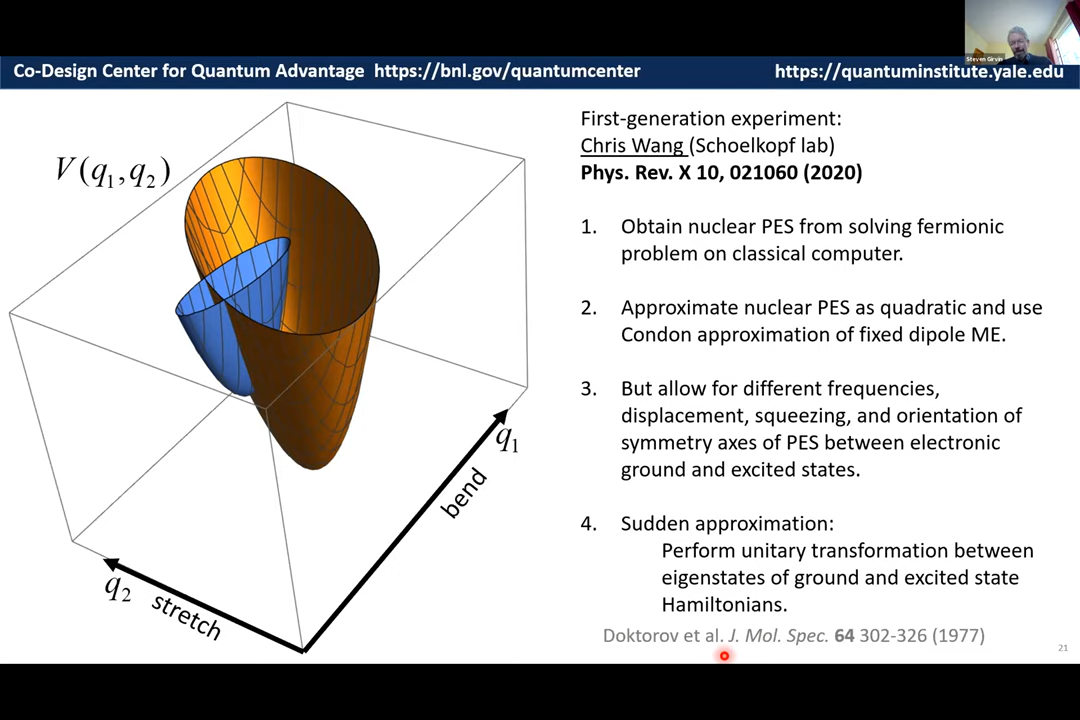 Steven Girvin
Co-Design Center for Quantum Advantage https://bnl.gov/quantumcenter
https://quantuminstitute.yale.edu
V(q1,q2)
q1
bend
q2
stretch
First-generation experiment:
Chris Wang (Schoelkopf lab)
Phys. Rev. X 10, 021060 (2020)
1. Obtain nuclear PES from solving fermionic
problem on classical computer.
2. Approximate nuclear PES as quadratic and use
Condon approximation of fixed dipole ME.
3. But allow for different frequencies,
displacement, squeezing, and orientation of
symmetry axes of PES between electronic
ground and excited states.
4. Sudden approximation:
Perform unitary transformation between
eigenstates of ground and excited state
Hamiltonians.
Doktorov et al. J. Mol. Spec. 64 302-326 (1977)
21